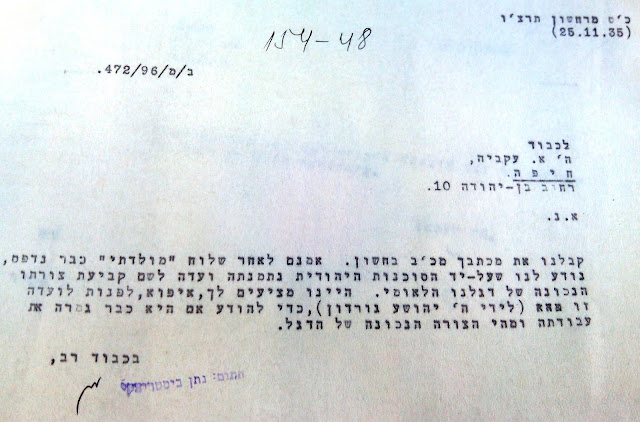 כ"ט מרחשון תרצ"ו
(25.11.35)
154-48
ב/מ/472/96.
לכבוד
ה' א. עקביה,
ח י פ ה.
רחוב בן-יהודה 10.
א.נ.
קבלנו את מכתבך מכ"ב בחשון. אמנם לאחר שלוח "מולדתי" כבר נדפס,
נודע לנו שעל-יד הסוכנות היהודית נתמנתה ועדה לשם קביעת צורתו
הנכונה של דגלנו הלאומי. היינו מציעים לך,איפוא,לפנות לועדה
זו מאא (לידי ה' יהושע גורדון),כדי להודע אם היא כבר גמרה את
עבודתה ומהי הצורה הנכונה של הדגל.
בכבוד רב,
חתום: נתן ביסטריצקי